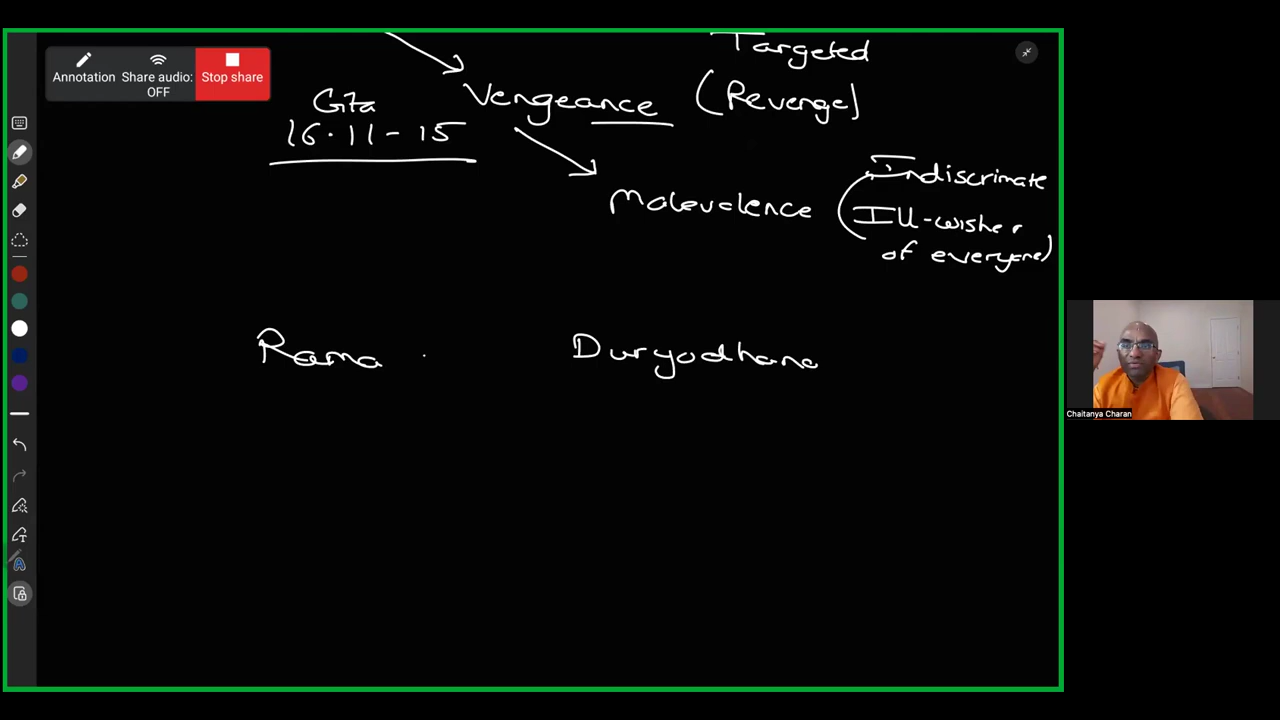 Targeted
Annotation
Share audio:
OFF
Stop share
Gita
16.11-15
Vengeance
(Revenge)
Malevolence
(Indiscrimate
Ill-wisher
of everyone)
Rama
Duryodhana
Chaitanya Charan